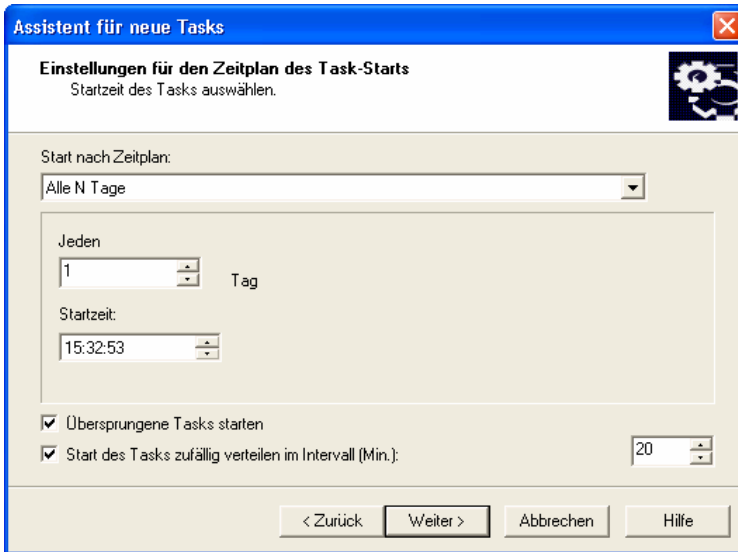 Assistent für neue Tasks
Einstellungen für den Zeitplan des Task-Starts
Startzeit des Tasks auswählen.
Start nach Zeitplan:
Alle N Tage
Jeden
1
Tag
Startzeit:
15:32:53
Übersprungene Tasks starten
Start des Tasks zufällig verteilen im Intervall (Min.): 20
< Zurück Weiter > Abbrechen Hilfe